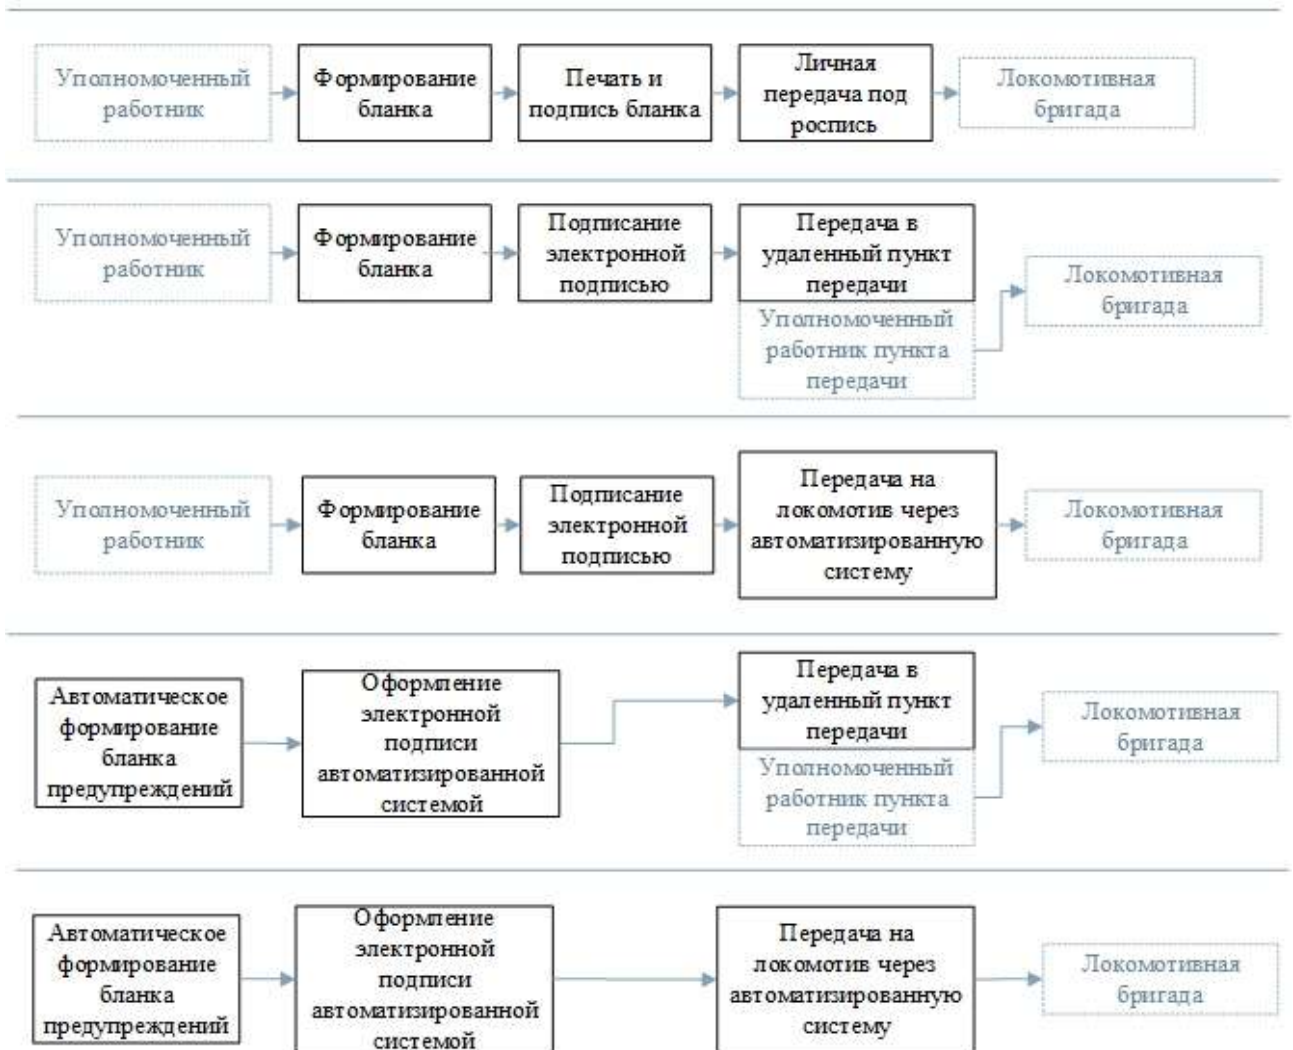 Уполномоченный
работник
Формирование
бланка
Печать и
подпись бланка
Личная
передача под
роспись
Локомотивная
бригада
Уполномоченный
работник
Формирование
бланка
Подписание
электронной
подписью
Передача в
удаленный пункт
передачи
Уполномоченный
работник пункта
передачи
Локомотивная
бригада
Уполномоченный
работник
Формирование
бланка
Подписание
электронной
подписью
Передача на
локомотив через
автоматизированную
систему
Локомотивная
бригада
Автоматическое
формирование
бланка
предупреждений
Оформление
электронной
подписи
автоматизированной
системой
Передача в
удаленный пункт
передачи
Уполномоченный
работник пункта
передачи
Локомотивная
бригада
Автоматическое
формирование
бланка
предупреждений
Оформление
электронной
подписи
автоматизированной
системой
Передача на
локомотив через
автоматизированную
систему
Локомотивная
бригада